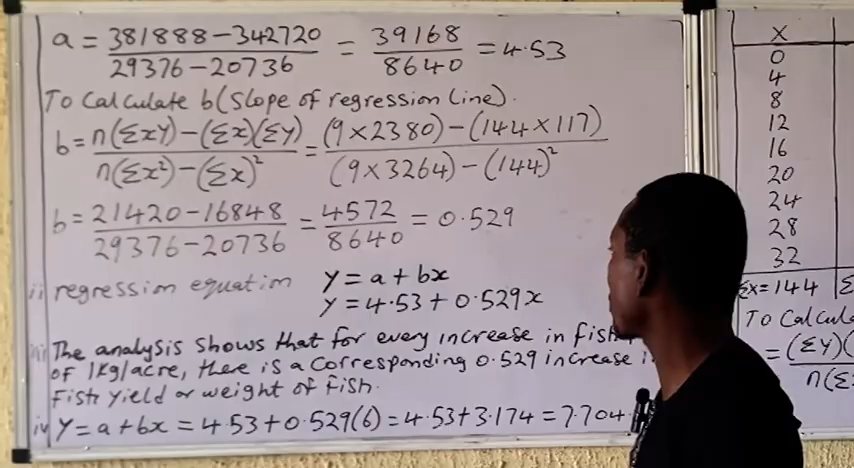 a = 381888-342720 / 29376-20736 = 39168 / 8640 = 4.53
To Calculate b (Slope of regression Line).
b = n(Σxy) - (Σx)(Σy) / n(Σx²) - (Σx)² = (9×2380) - (144×117) / (9×3264) - (144)²
b = 21420-16848 / 29376-20736 = 4572 / 8640 = 0.529
ii regression equation y = a + bx
y = 4.53 + 0.529x
iii The analysis shows that for every increase in fish
of 1kg/acre, there is a corresponding 0.529 increase
Fish yield or weight of fish.
iv y = a + bx = 4.53 + 0.529(6) = 4.53 + 3.174 = 7.704
X
0
4
8
12
16
20
24
28
32
Σx = 144 Σ
To Calcula
= (Σy)( / n(Σ